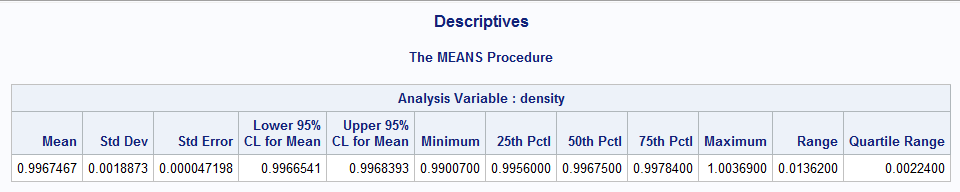 Descriptives
The MEANS Procedure
Analysis Variable : density
Mean Std Dev Std Error Lower 95% CL for Mean Upper 95% CL for Mean Minimum 25th Pctl 50th Pctl 75th Pctl Maximum Range Quartile Range
0.9967467 0.0018873 0.000047198 0.9966541 0.9968393 0.9900700 0.9956000 0.9967500 0.9978400 1.0036900 0.0136200 0.0022400